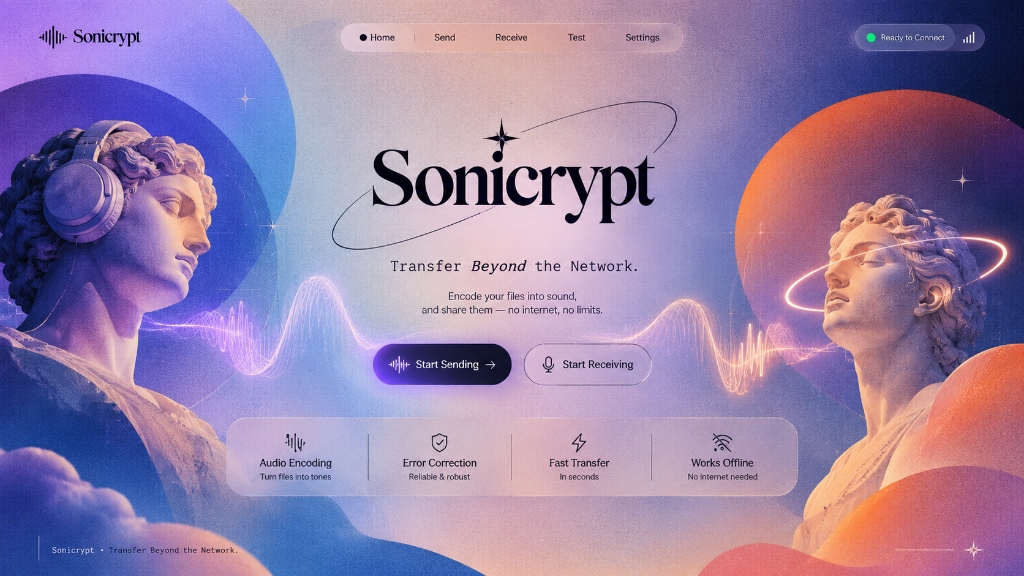 Sonicrypt
Home
Send
Receive
Test
Settings
Ready to Connect
Sonicrypt
Transfer Beyond the Network.
Encode your files into sound,
and share them — no internet, no limits.
Start Sending →
Start Receiving
Audio Encoding
Turn files into tones
Error Correction
Reliable & robust
Fast Transfer
In seconds
Works Offline
No internet needed
Sonicrypt • Transfer Beyond the Network.